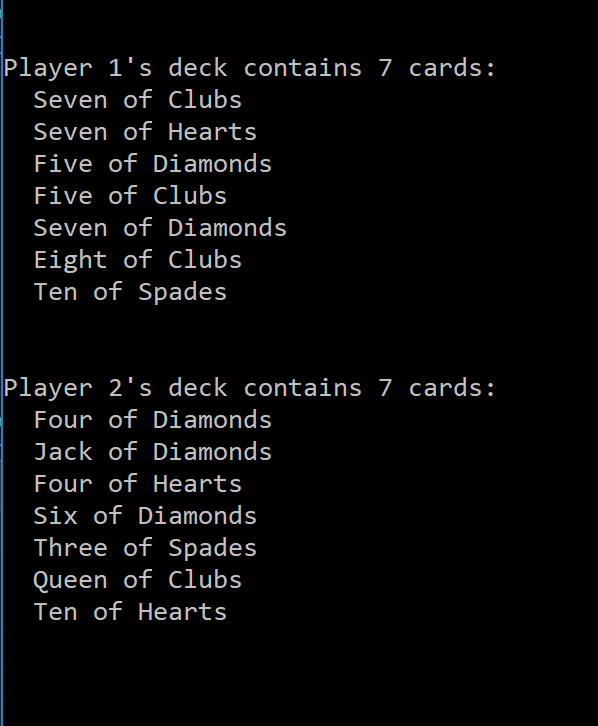 Player 1's deck contains 7 cards:
Seven of Clubs
Seven of Hearts
Five of Diamonds
Five of Clubs
Seven of Diamonds
Eight of Clubs
Ten of Spades
Player 2's deck contains 7 cards:
Four of Diamonds
Jack of Diamonds
Four of Hearts
Six of Diamonds
Three of Spades
Queen of Clubs
Ten of Hearts